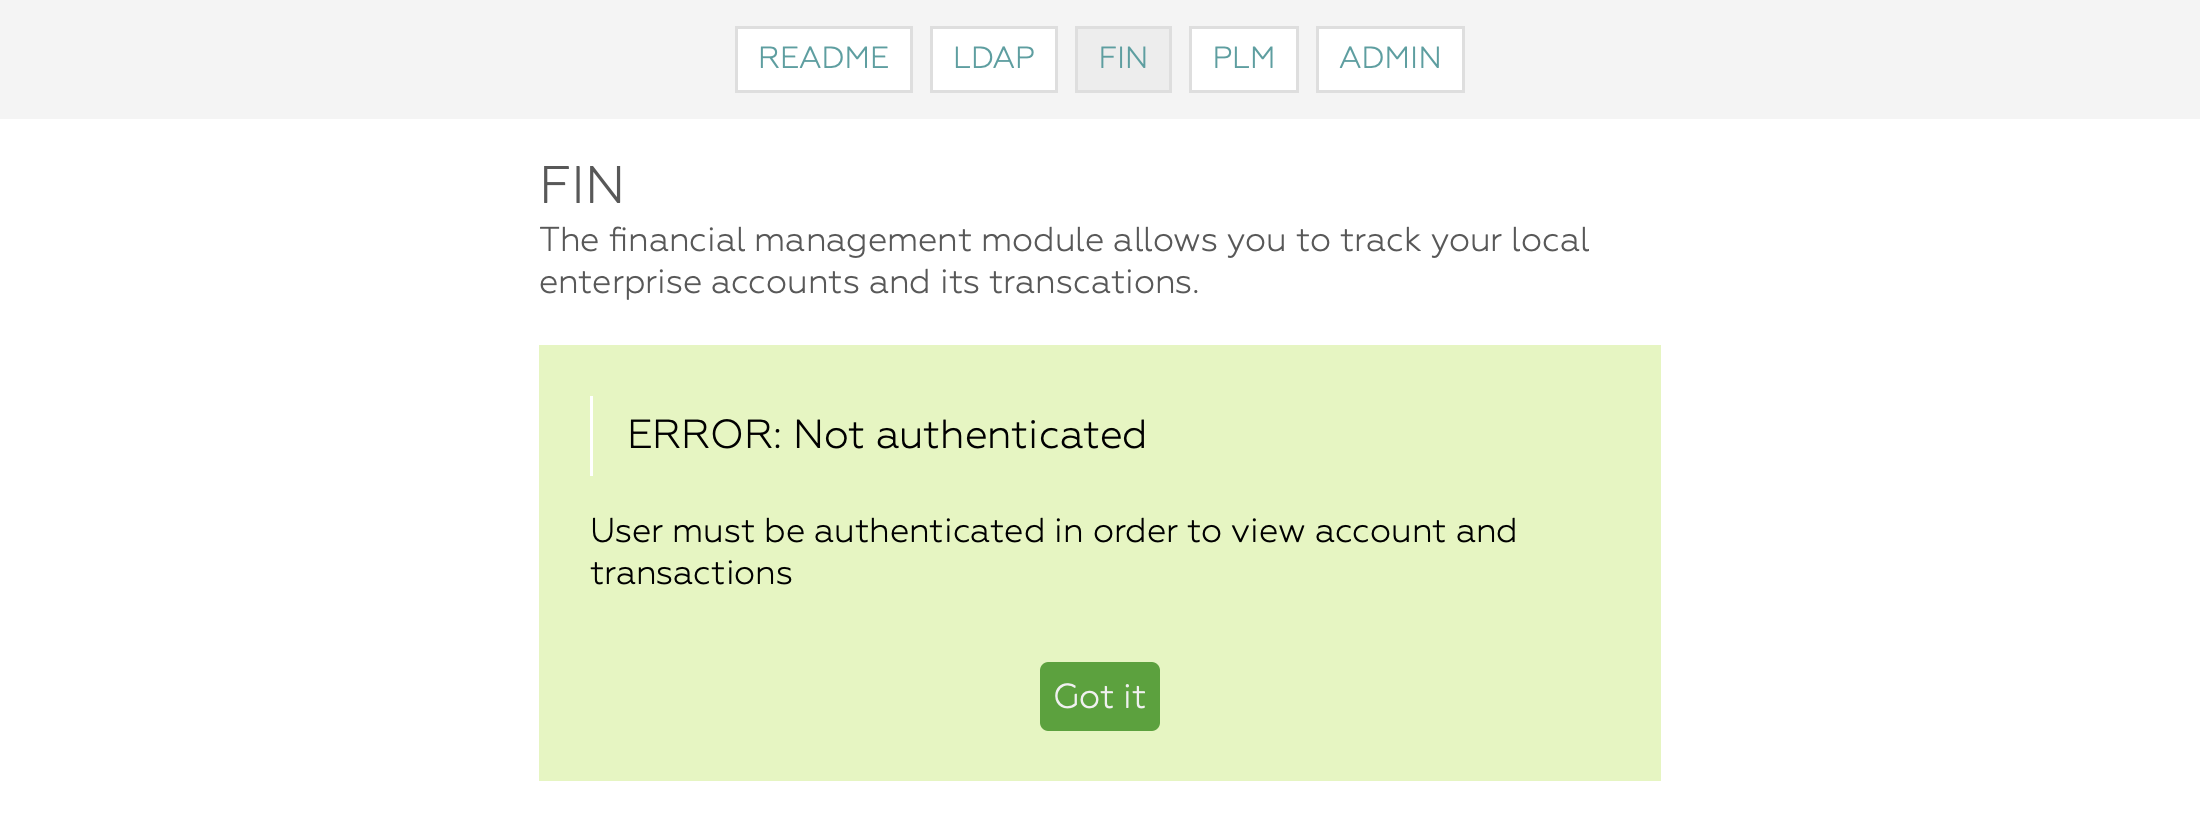 README LDAP FIN PLM ADMIN
FIN
The financial management module allows you to track your local
enterprise accounts and its transcations.
ERROR: Not authenticated
User must be authenticated in order to view account and
transactions
Got it